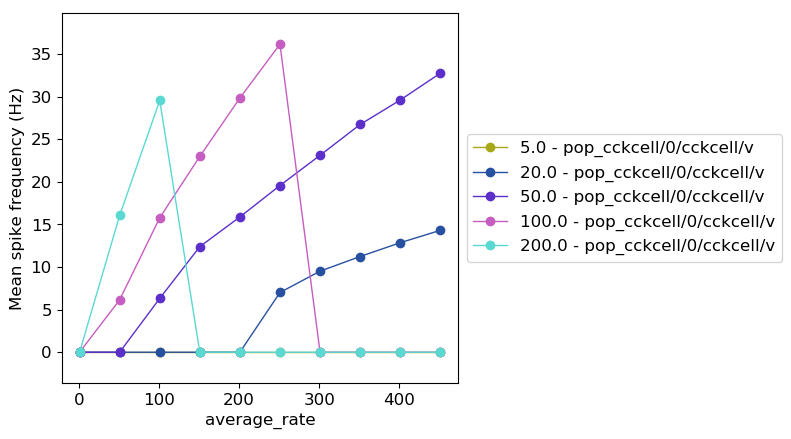 Mean spike frequency (Hz)
35
30
25
20
15
10
5
0
0 100 200 300 400
average_rate
5.0 - pop_cckcell/0/cckcell/v
20.0 - pop_cckcell/0/cckcell/v
50.0 - pop_cckcell/0/cckcell/v
100.0 - pop_cckcell/0/cckcell/v
200.0 - pop_cckcell/0/cckcell/v